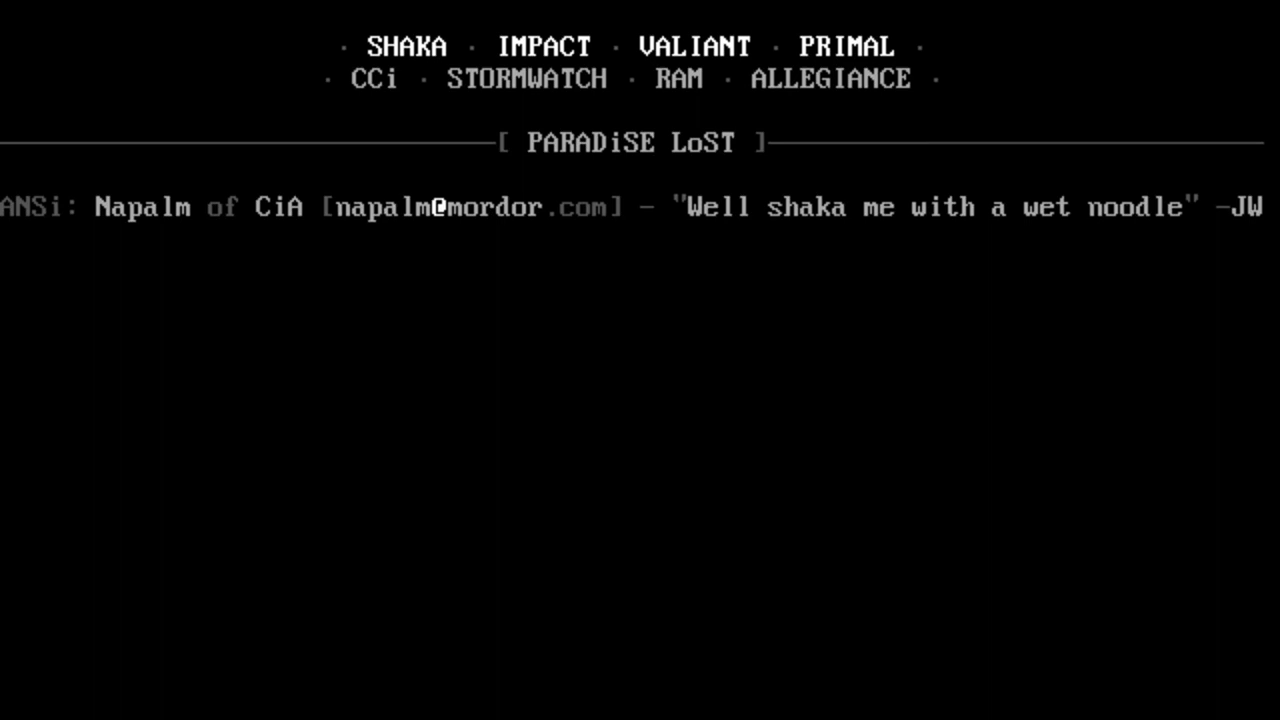 · SHAKA · IMPACT · VALIANT · PRIMAL ·
· CCi · STORMWATCH · RAM · ALLEGIANCE ·
[ PARADiSE LoST ]
ANSi: Napalm of CiA [napalm@mordor.com] - "Well shaka me with a wet noodle" -JW